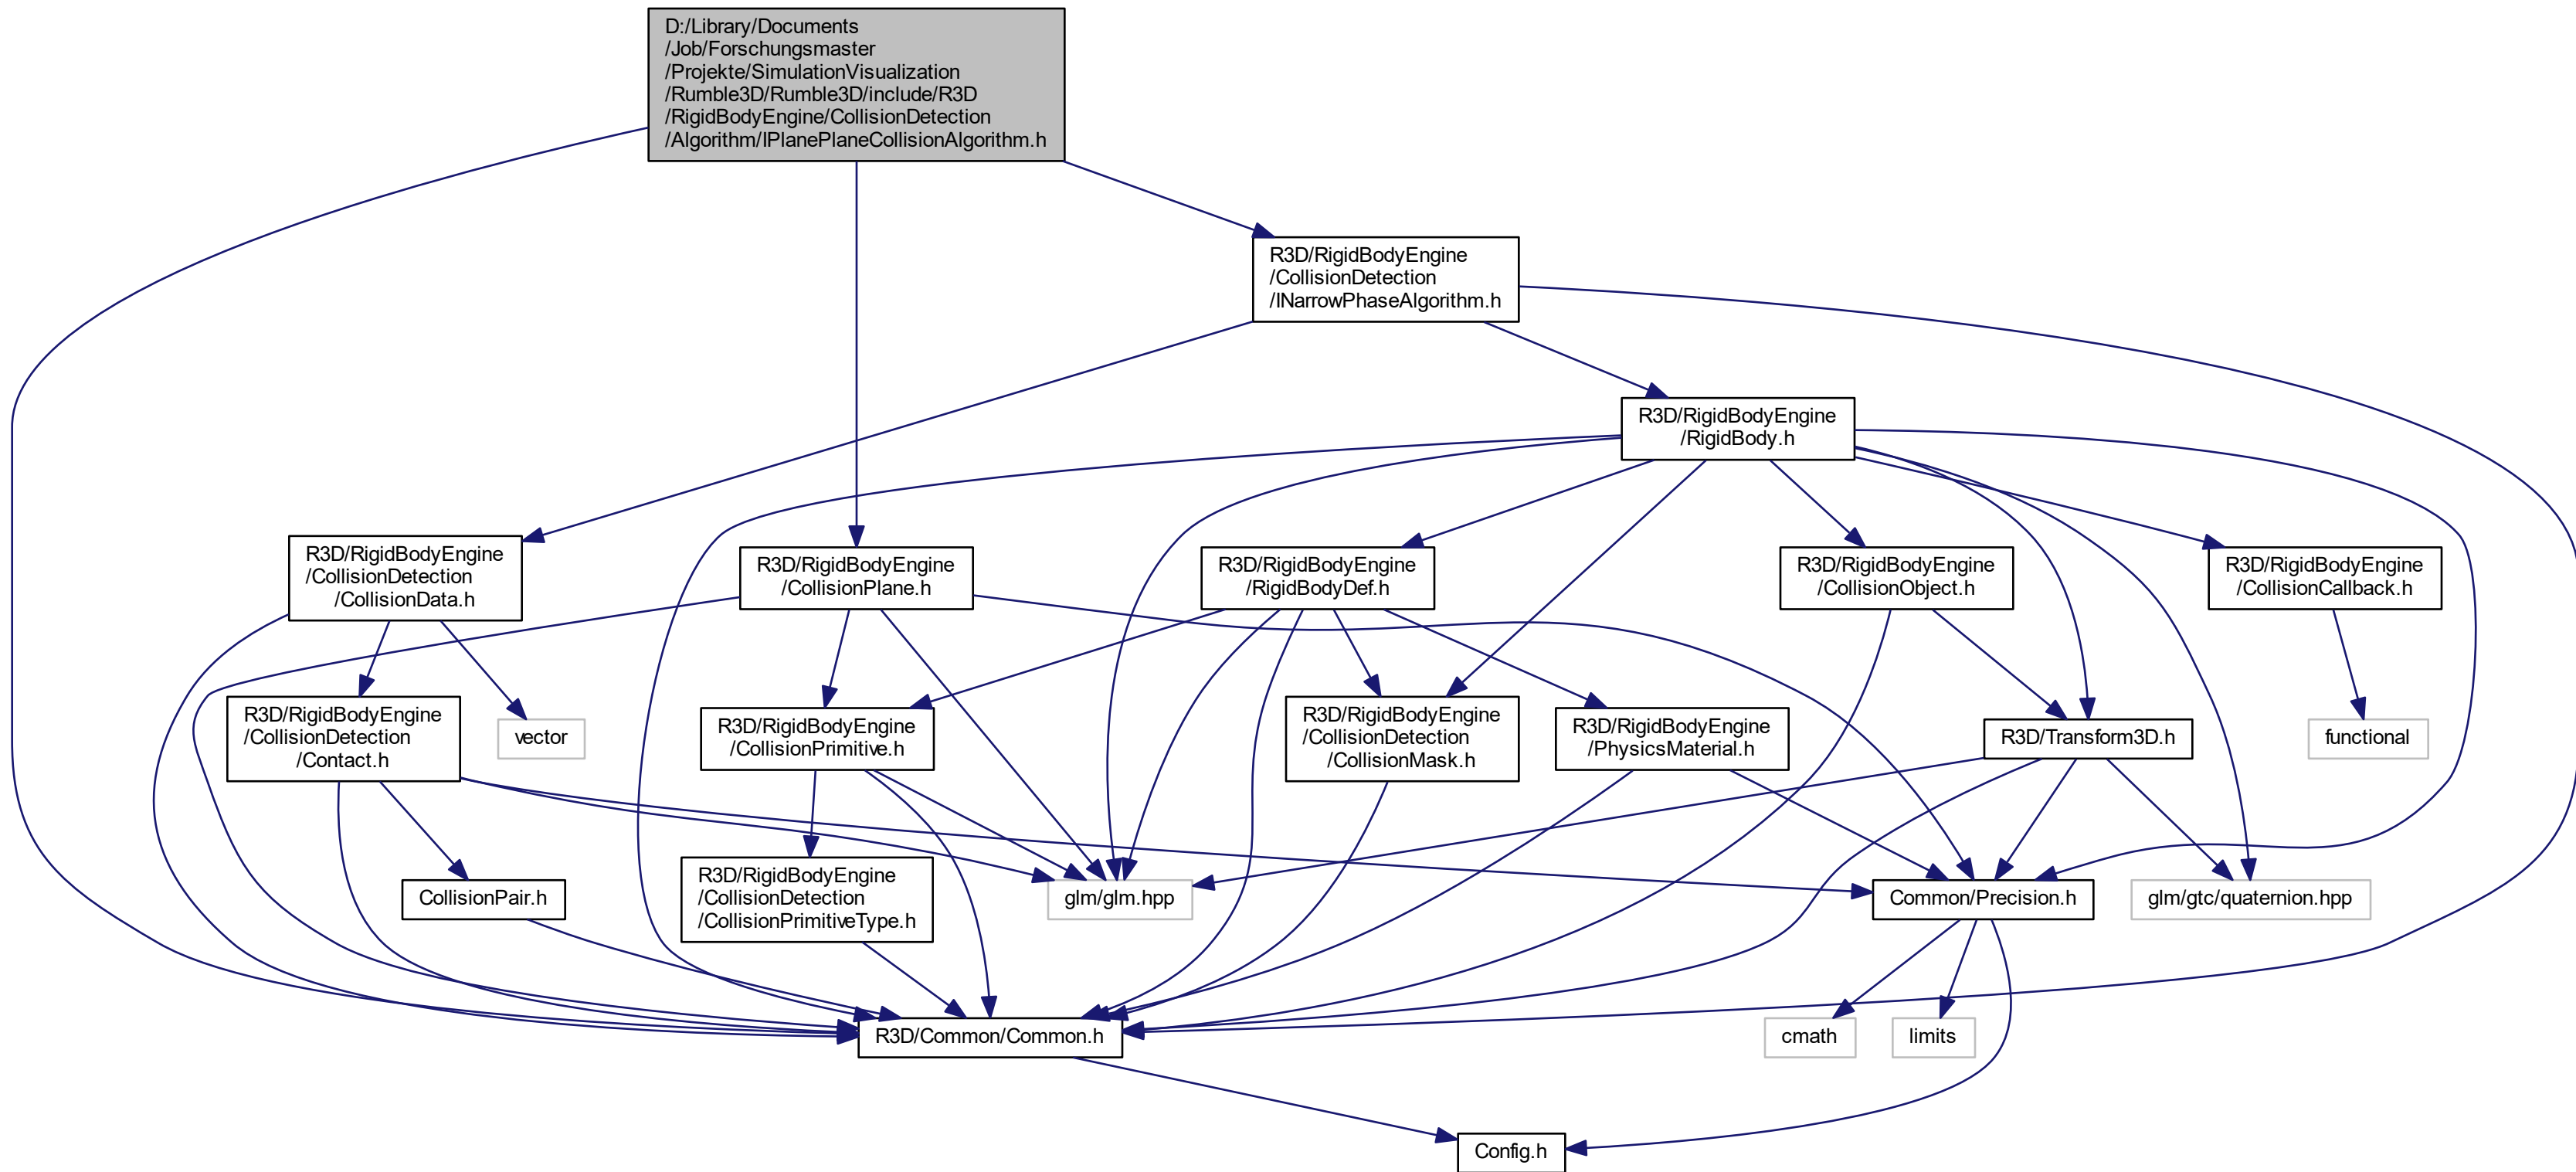 D:/Library/Documents
/Job/Forschungsmaster
/Projekte/SimulationVisualization
/Rumble3D/Rumble3D/include/R3D
/RigidBodyEngine/CollisionDetection
/Algorithm/IPlanePlaneCollisionAlgorithm.h
R3D/RigidBodyEngine
/CollisionDetection
/INarrowPhaseAlgorithm.h
R3D/RigidBodyEngine
/RigidBody.h
R3D/RigidBodyEngine
/CollisionDetection
/CollisionData.h
R3D/RigidBodyEngine
/CollisionPlane.h
R3D/RigidBodyEngine
/RigidBodyDef.h
R3D/RigidBodyEngine
/CollisionObject.h
R3D/RigidBodyEngine
/CollisionCallback.h
R3D/RigidBodyEngine
/CollisionDetection
/Contact.h
vector
R3D/RigidBodyEngine
/CollisionPrimitive.h
R3D/RigidBodyEngine
/CollisionDetection
/CollisionMask.h
R3D/RigidBodyEngine
/PhysicsMaterial.h
R3D/Transform3D.h
functional
CollisionPair.h
R3D/RigidBodyEngine
/CollisionDetection
/CollisionPrimitiveType.h
glm/glm.hpp
Common/Precision.h
glm/gtc/quaternion.hpp
R3D/Common/Common.h
cmath
limits
Config.h